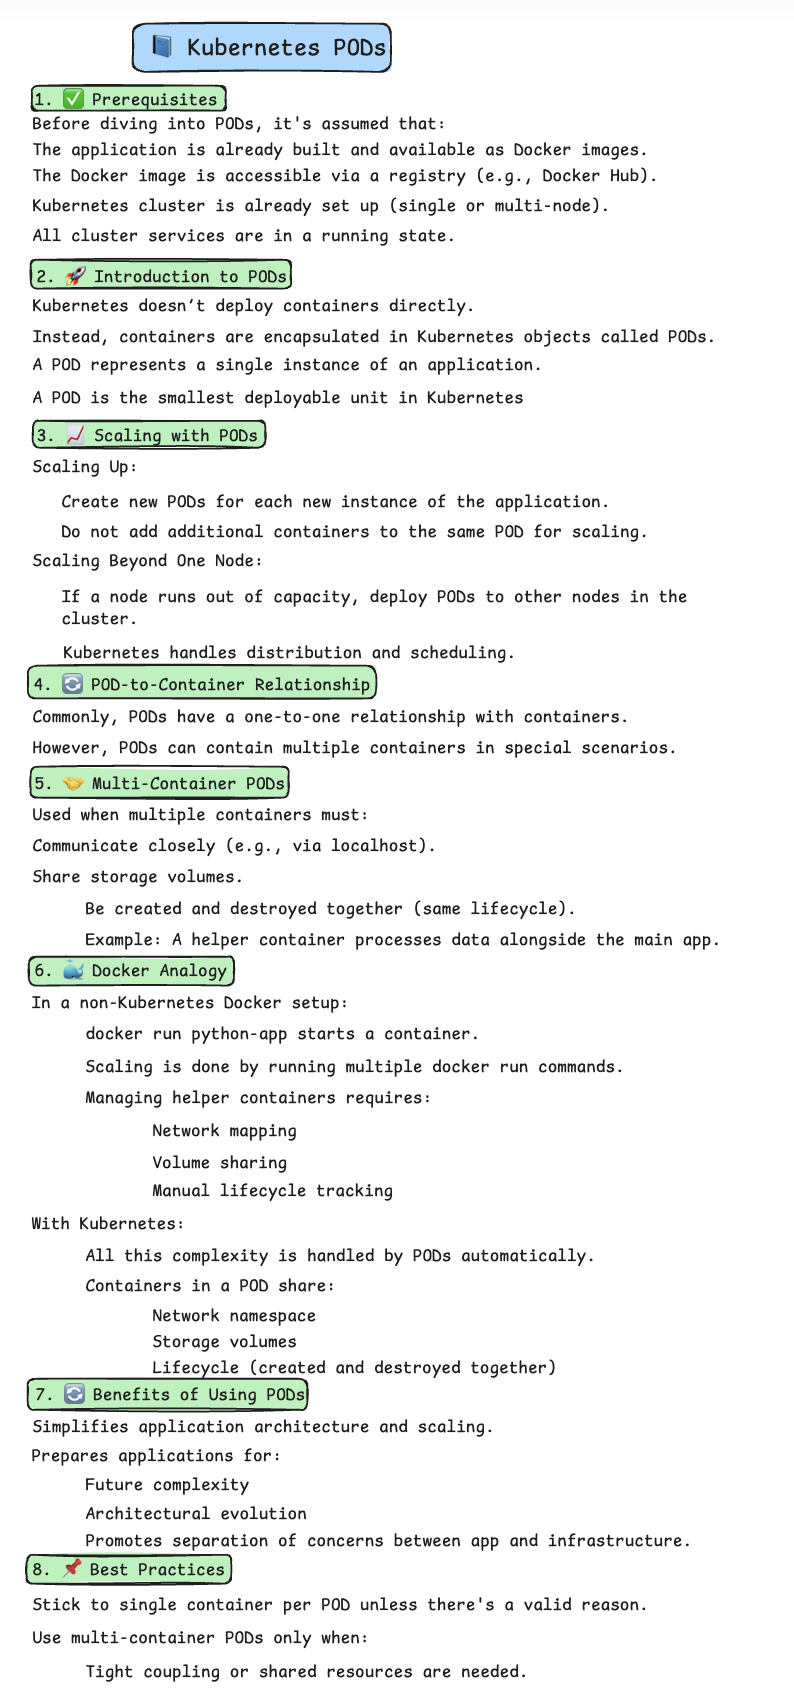 📘 Kubernetes PODs
1. ✅ Prerequisites
Before diving into PODs, it's assumed that:
The application is already built and available as Docker images.
The Docker image is accessible via a registry (e.g., Docker Hub).
Kubernetes cluster is already set up (single or multi-node).
All cluster services are in a running state.
2. 🚀 Introduction to PODs
Kubernetes doesn’t deploy containers directly.
Instead, containers are encapsulated in Kubernetes objects called PODs.
A POD represents a single instance of an application.
A POD is the smallest deployable unit in Kubernetes
3. 📈 Scaling with PODs
Scaling Up:
Create new PODs for each new instance of the application.
Do not add additional containers to the same POD for scaling.
Scaling Beyond One Node:
If a node runs out of capacity, deploy PODs to other nodes in the
cluster.
Kubernetes handles distribution and scheduling.
4. 🔄 POD-to-Container Relationship
Commonly, PODs have a one-to-one relationship with containers.
However, PODs can contain multiple containers in special scenarios.
5. 🤝 Multi-Container PODs
Used when multiple containers must:
Communicate closely (e.g., via localhost).
Share storage volumes.
Be created and destroyed together (same lifecycle).
Example: A helper container processes data alongside the main app.
6. 🐳 Docker Analogy
In a non-Kubernetes Docker setup:
docker run python-app starts a container.
Scaling is done by running multiple docker run commands.
Managing helper containers requires:
Network mapping
Volume sharing
Manual lifecycle tracking
With Kubernetes:
All this complexity is handled by PODs automatically.
Containers in a POD share:
Network namespace
Storage volumes
Lifecycle (created and destroyed together)
7. 🔄 Benefits of Using PODs
Simplifies application architecture and scaling.
Prepares applications for:
Future complexity
Architectural evolution
Promotes separation of concerns between app and infrastructure.
8. 📌 Best Practices
Stick to single container per POD unless there's a valid reason.
Use multi-container PODs only when:
Tight coupling or shared resources are needed.